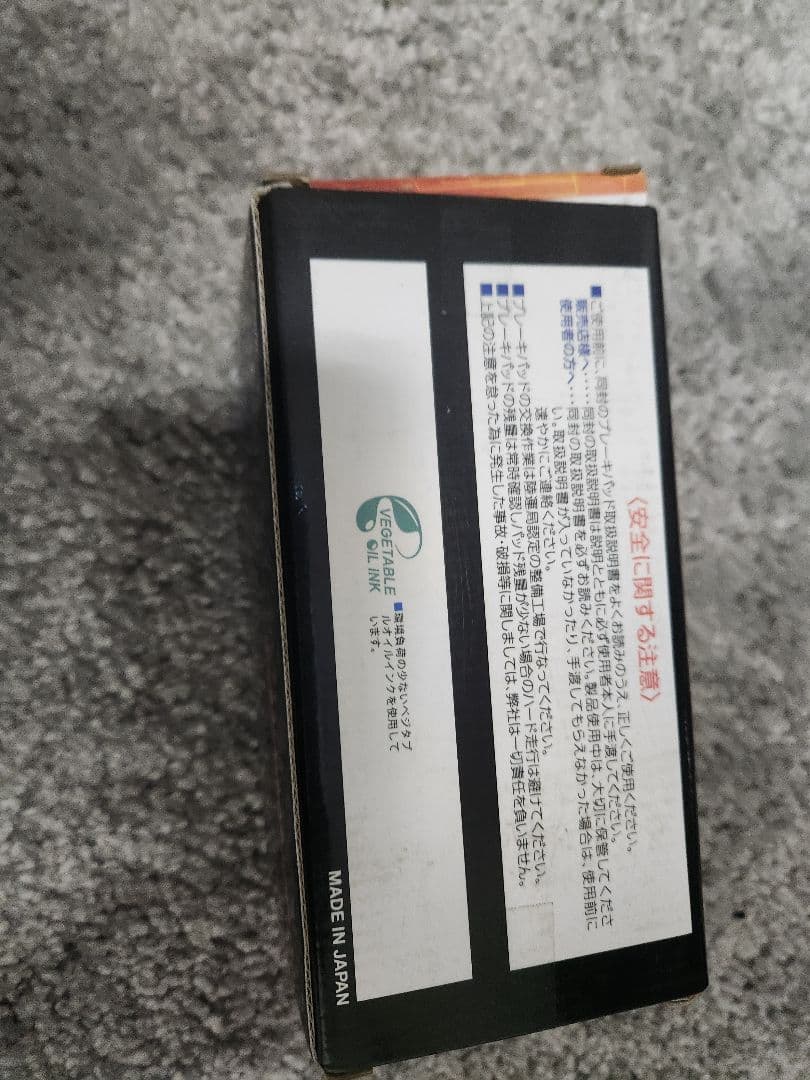 〈安全に関する注意〉
■ご使用前に、同封のブレーキパッド取扱説明書をよくお読みのうえ、正しくご使用ください。
販売店様へ‥‥‥同封の取扱説明書は説明とともに必ず使用者本人に手渡してください。
使用者の方へ‥‥同封の取扱説明書を必ずお読みください。製品使用中は、大切に保管してくださ
い。取扱説明書が入っていなかったり、手渡してもらえなかった場合は、使用前に
速やかにご連絡ください。
■ブレーキパッドの交換作業は陸運局認定の整備工場で行なってください。
■ブレーキパッドの残量は常時確認しパッド残量が少ない場合のハード走行は避けてください。
■上記の注意を怠った為に発生した事故・破損等に関しましては、弊社は一切責任を負いません。
VEGETABLE
OIL INK
■環境負荷の少ないベジタブ
ルオイルインクを使用して
います。
MADE IN JAPAN